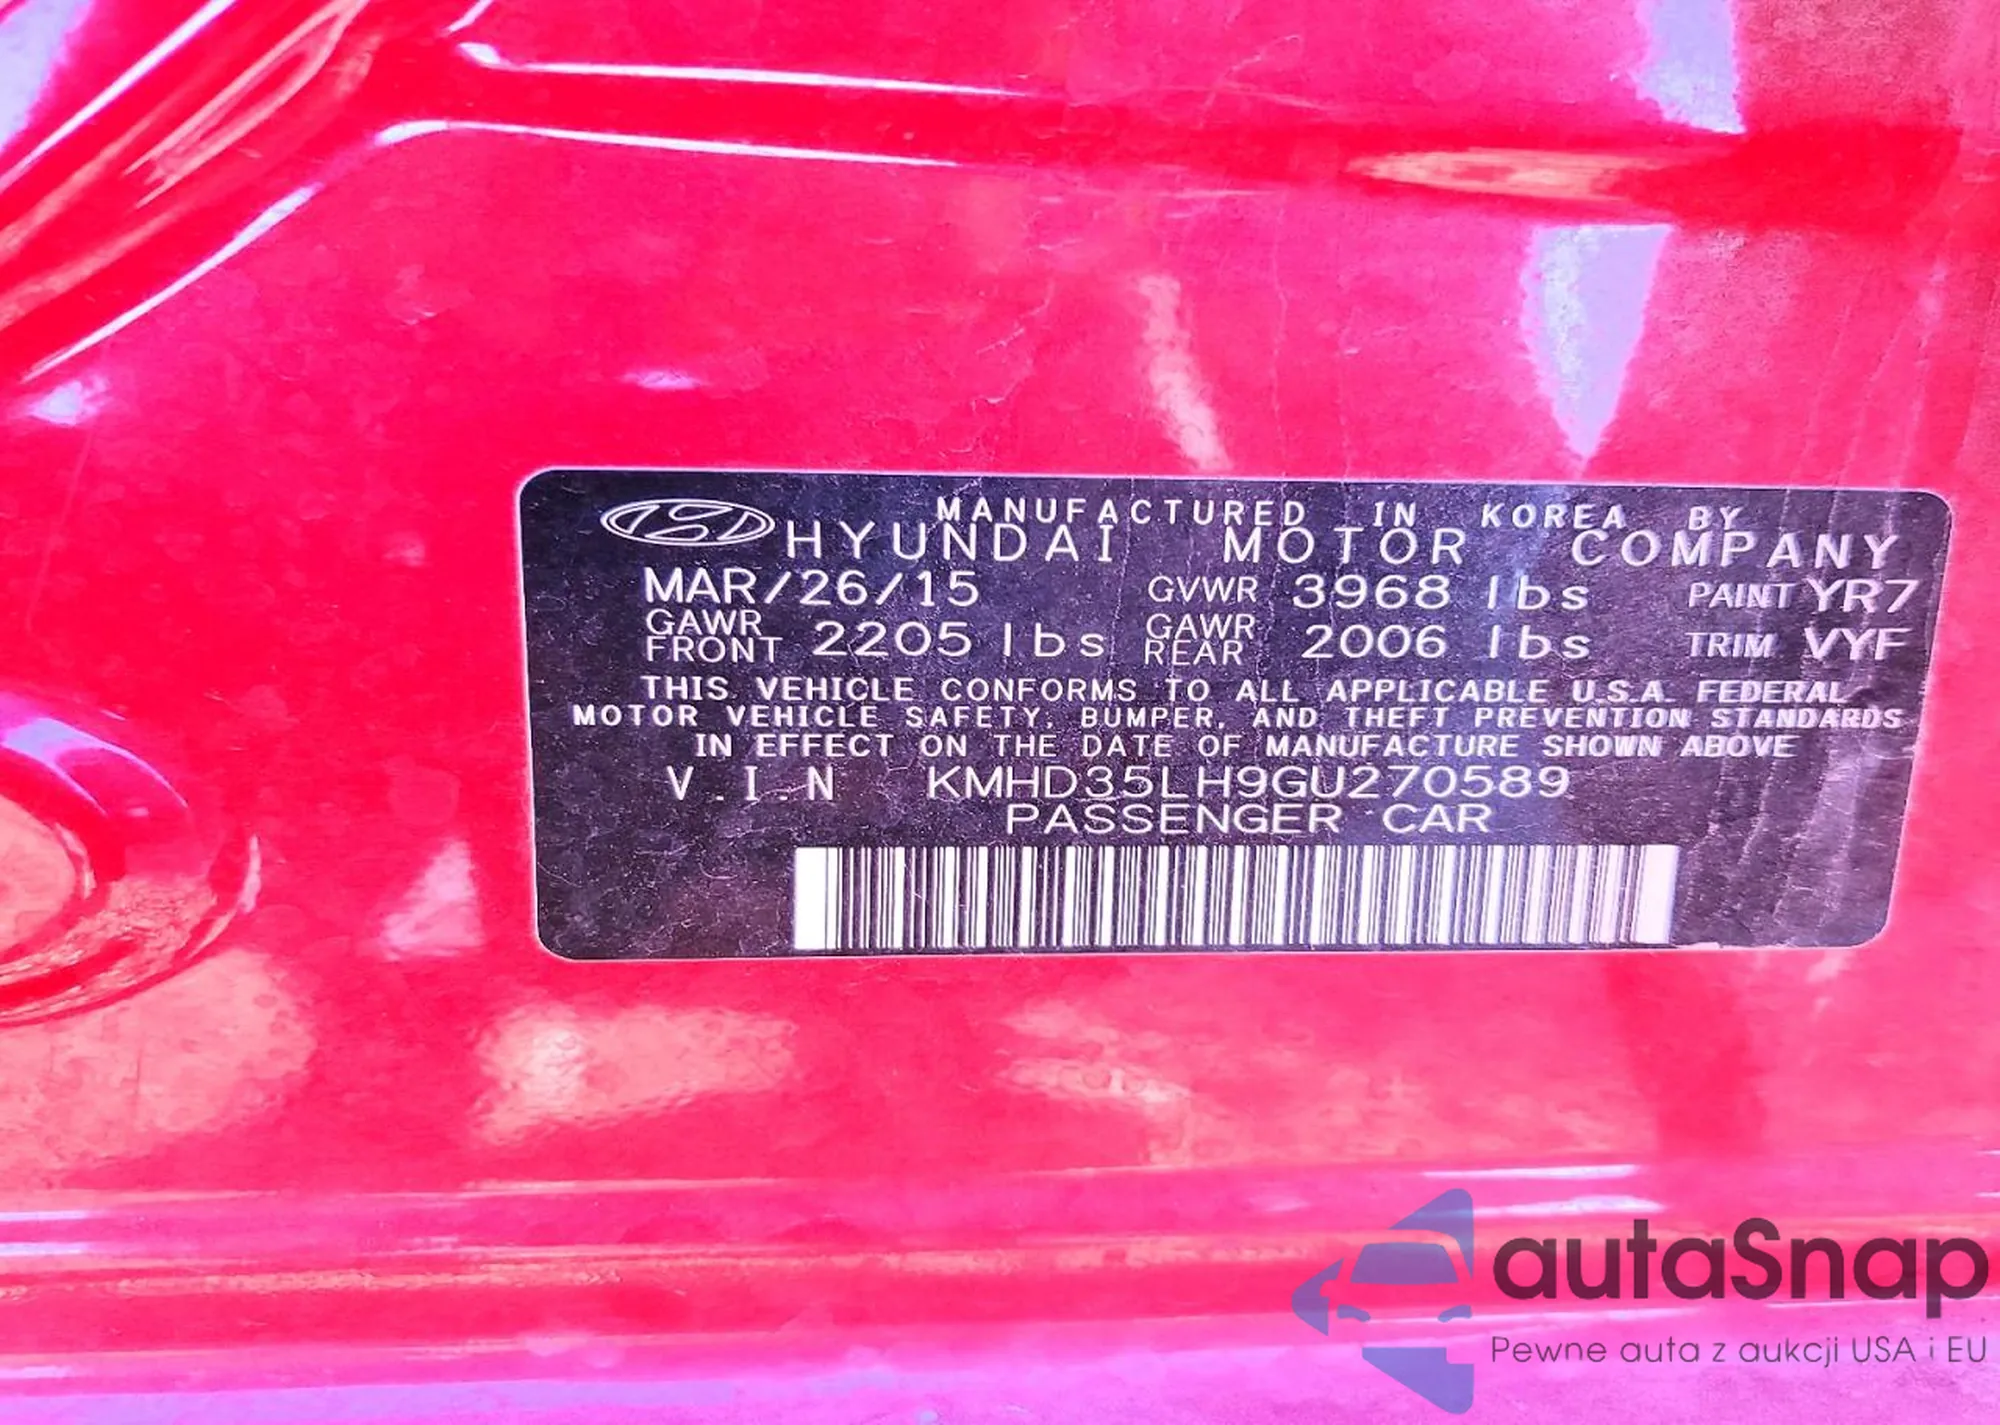 MANUFACTURED IN KOREA BY
HYUNDAI MOTOR COMPANY
MAR/26/15 GVWR 3968 lbs PAINT YR7
GAWR FRONT 2205 lbs GAWR REAR 2006 lbs TRIM VYF
THIS VEHICLE CONFORMS TO ALL APPLICABLE U.S.A. FEDERAL
MOTOR VEHICLE SAFETY, BUMPER, AND THEFT PREVENTION STANDARDS
IN EFFECT ON THE DATE OF MANUFACTURE SHOWN ABOVE
V.I.N KMHD35LH9GU270589
PASSENGER CAR
autaSnap
Pewne auta z aukcji USA i EU